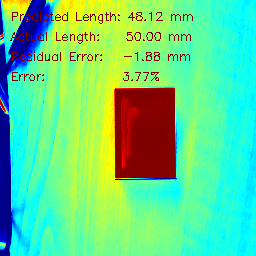 Predicted Length: 48.12 mm
Actual Length: 50.00 mm
Residual Error: -1.88 mm
Error: 3.77%